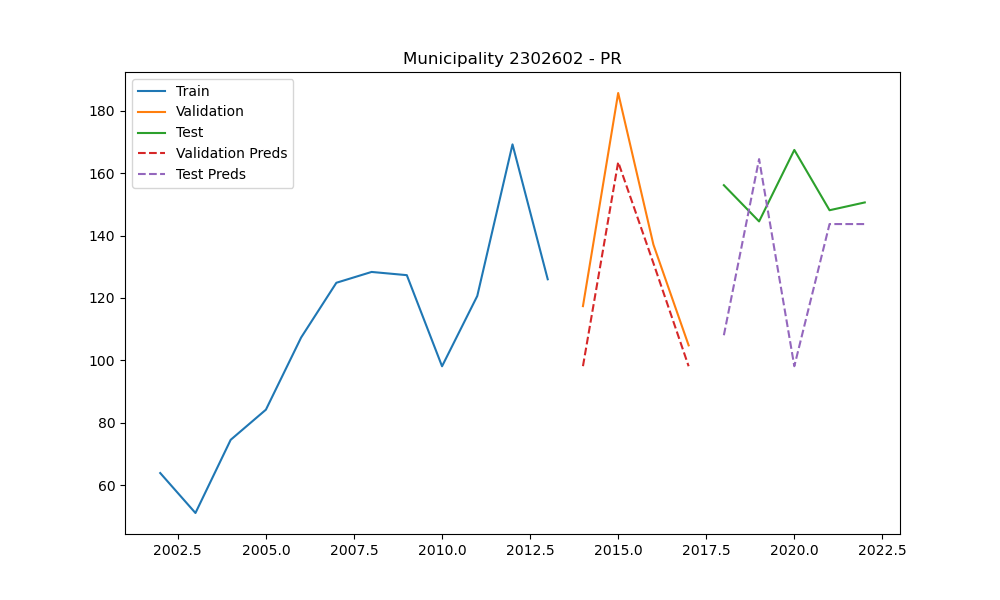 Municipality 2302602 - PR
Train
Validation
Test
Validation Preds
Test Preds
180
160
140
120
100
80
60
2002.5 2005.0 2007.5 2010.0 2012.5 2015.0 2017.5 2020.0 2022.5